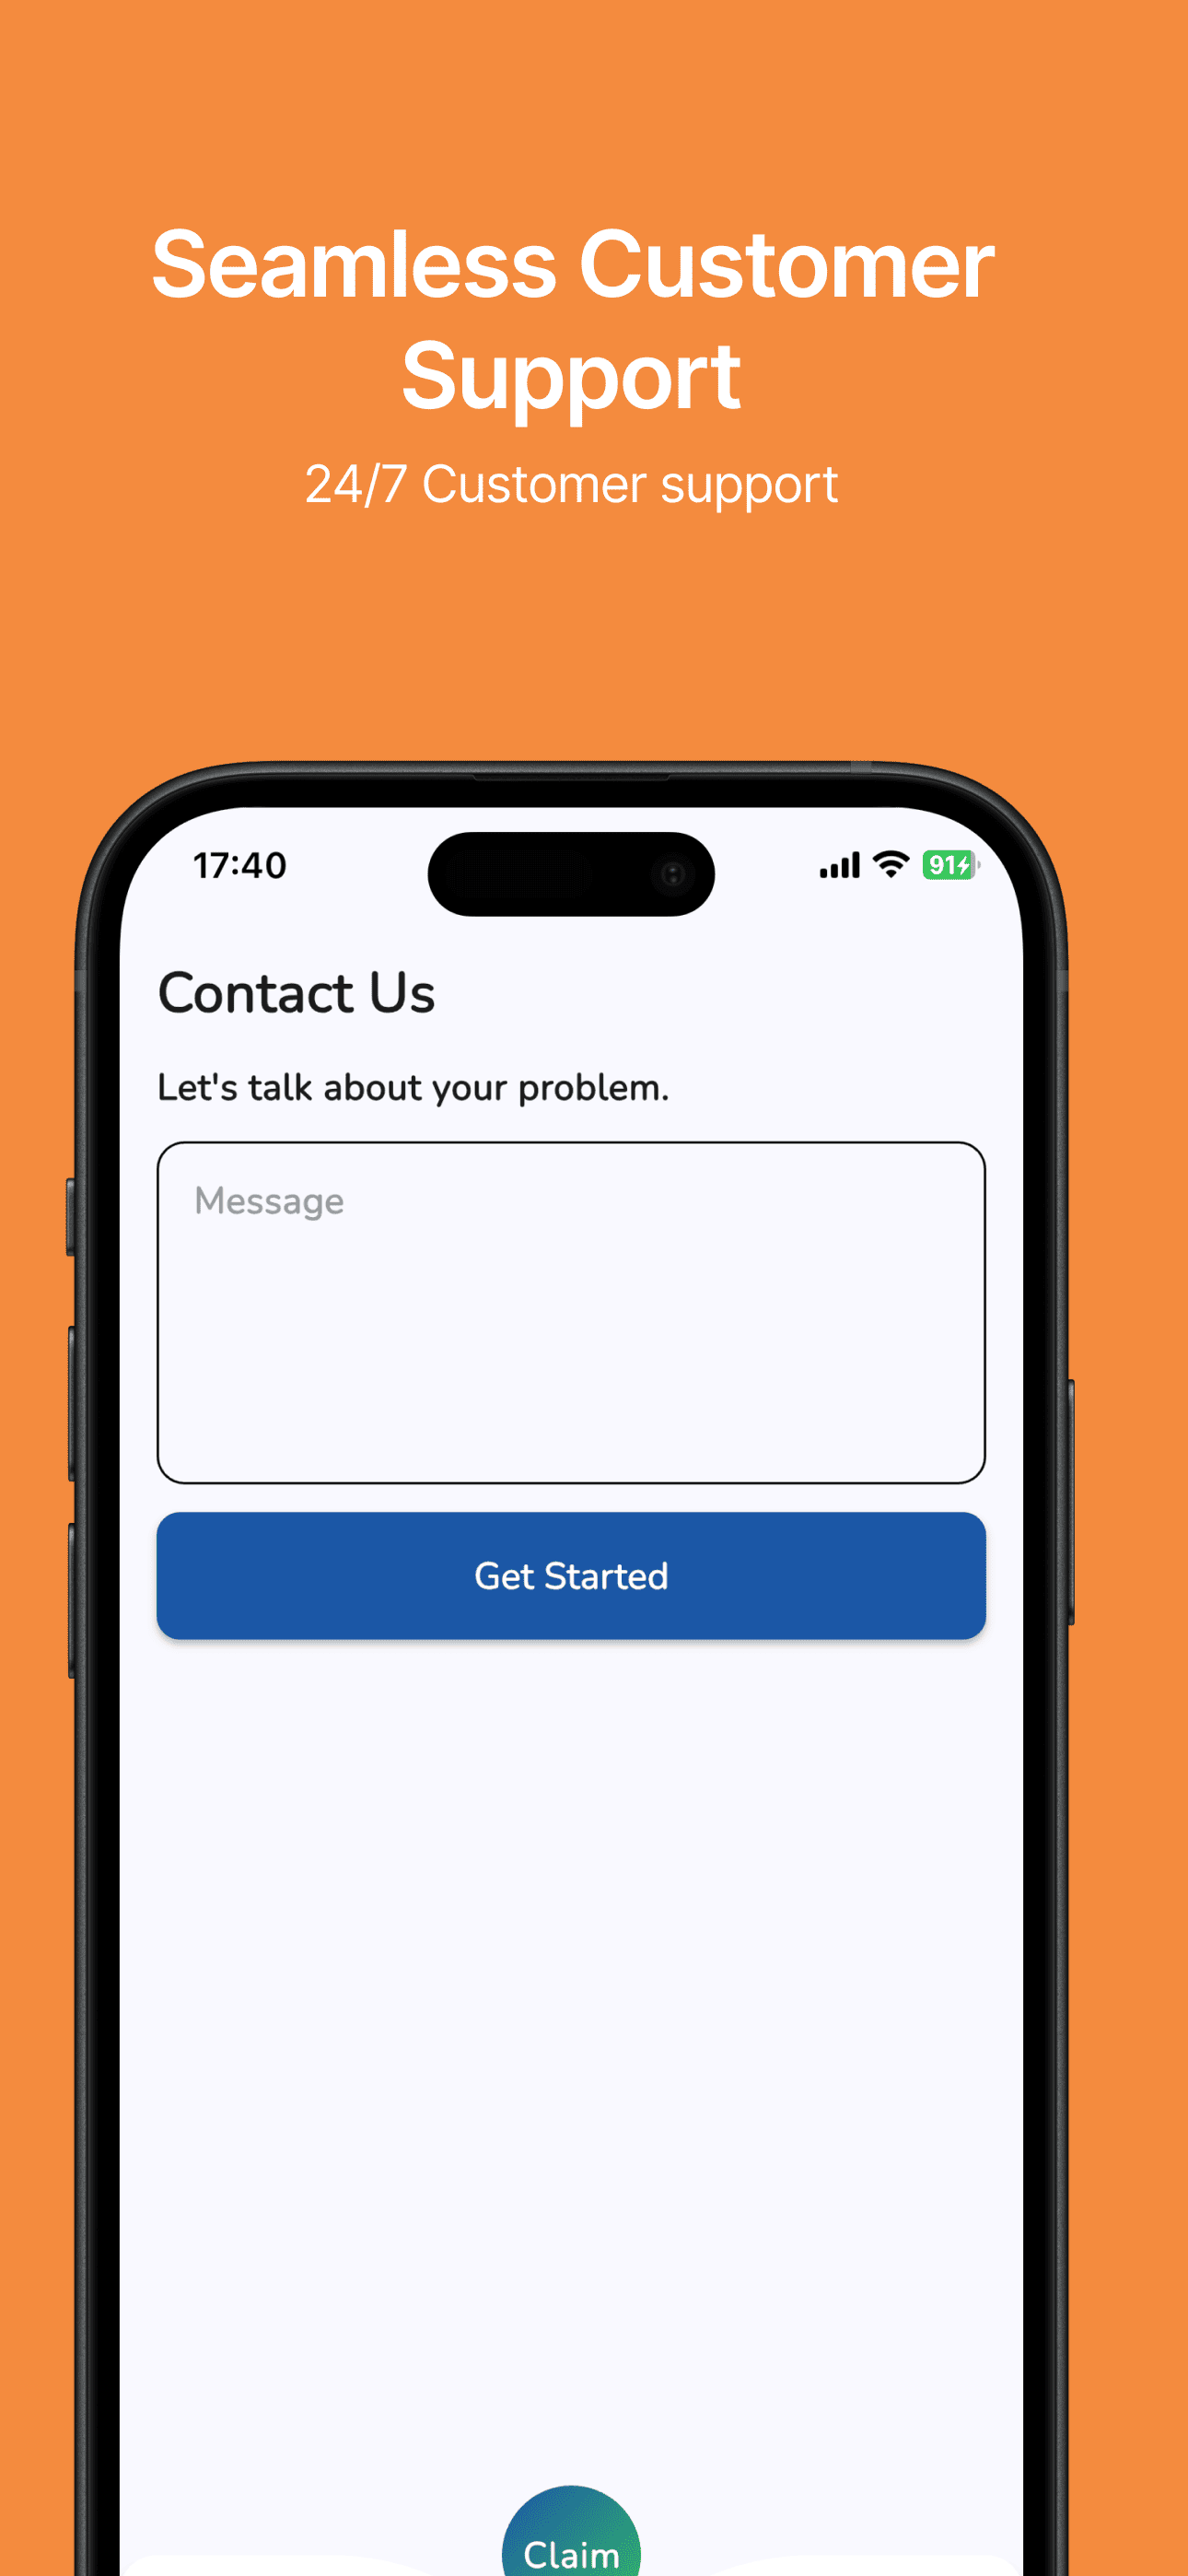 Seamless Customer
Support
24/7 Customer support
17:40
91
Contact Us
Let's talk about your problem.
Message
Get Started
Claim